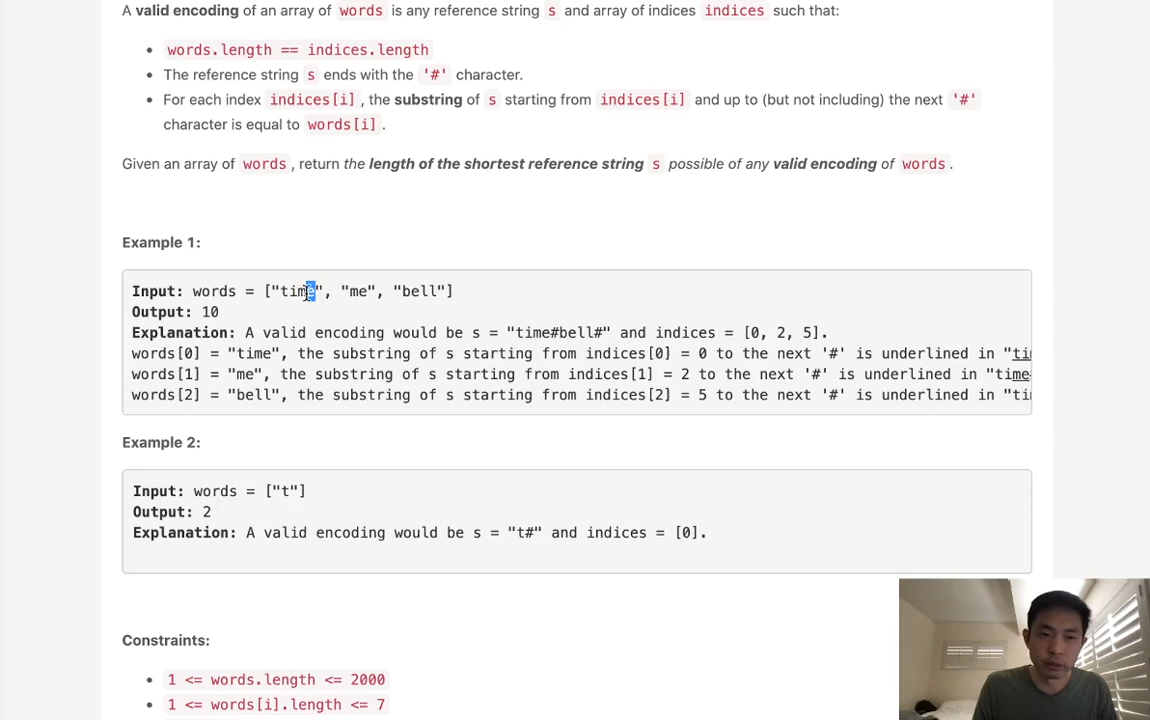 A valid encoding of an array of words is any reference string s and array of indices indices such that:
words.length == indices.length
The reference string s ends with the '#' character.
For each index indices[i] , the substring of s starting from indices[i] and up to (but not including) the next '#'
character is equal to words[i] .
Given an array of words , return the length of the shortest reference string s possible of any valid encoding of words .
Example 1:
Input: words = ["time", "me", "bell"]
Output: 10
Explanation: A valid encoding would be s = "time#bell#" and indices = [0, 2, 5].
words[0] = "time", the substring of s starting from indices[0] = 0 to the next '#' is underlined in "ti
words[1] = "me", the substring of s starting from indices[1] = 2 to the next '#' is underlined in "time
words[2] = "bell", the substring of s starting from indices[2] = 5 to the next '#' is underlined in "ti
Example 2:
Input: words = ["t"]
Output: 2
Explanation: A valid encoding would be s = "t#" and indices = [0].
Constraints:
1 <= words.length <= 2000
1 <= words[i].length <= 7